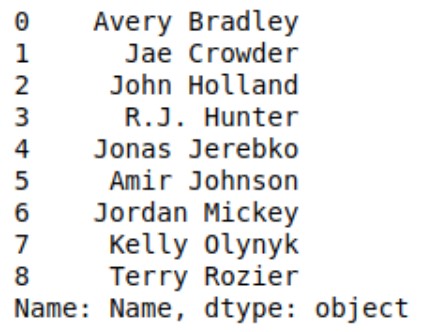 0    Avery Bradley
1      Jae Crowder
2     John Holland
3      R.J. Hunter
4    Jonas Jerebko
5     Amir Johnson
6    Jordan Mickey
7     Kelly Olynyk
8     Terry Rozier
Name: Name, dtype: object